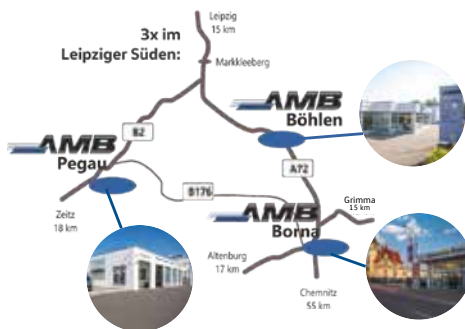 Leipzig
15 km
3x im
Leipziger Süden:
Markkleeberg
AMB
Böhlen
B2
AMB
Pegau
A72
B176
Zeitz
18 km
AMB
Borna
Grimma
15 km
Altenburg
17 km
Chemnitz
55 km